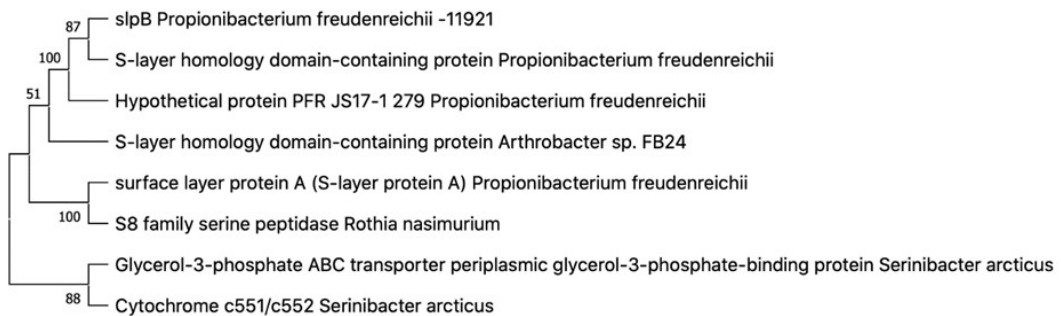 87
slpB Propionibacterium freudenreichii -11921
100
S-layer homology domain-containing protein Propionibacterium freudenreichii
51
Hypothetical protein PFR JS17-1 279 Propionibacterium freudenreichii
S-layer homology domain-containing protein Arthrobacter sp. FB24
surface layer protein A (S-layer protein A) Propionibacterium freudenreichii
100
S8 family serine peptidase Rothia nasimurium
Glycerol-3-phosphate ABC transporter periplasmic glycerol-3-phosphate-binding protein Serinibacter arcticus
88
Cytochrome c551/c552 Serinibacter arcticus